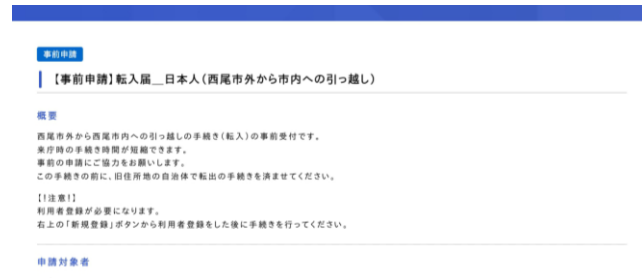 事前申請
【事前申請】転入届__日本人(西尾市外から市内への引っ越し)
概要
西尾市外から西尾市内への引っ越しの手続き(転入)の事前受付です。
来庁時の手続き時間が短縮できます。
事前の申請にご協力をお願いします。
この手続きの前に、旧住所地の自治体で転出の手続きを済ませてください。
【!注意!】
利用者登録が必要になります。
右上の「新規登録」ボタンから利用者登録をした後に手続きを行ってください。
申請対象者